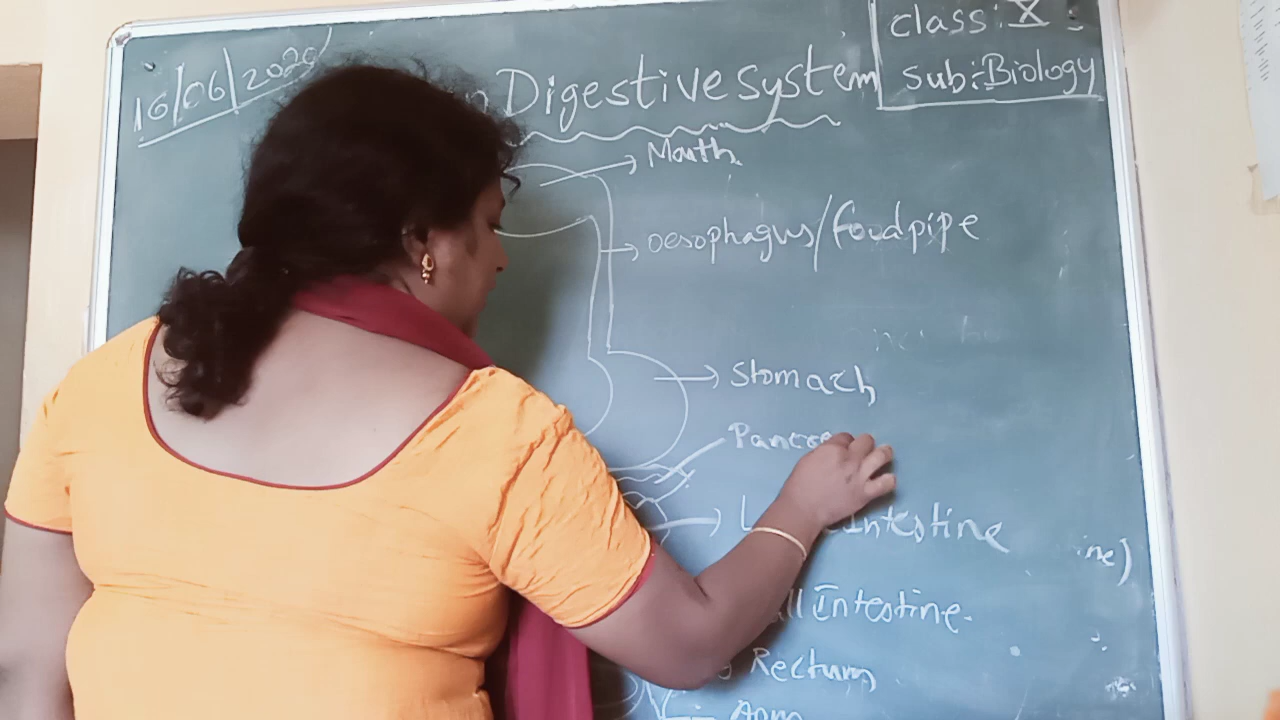 16/06/2020
Digestive system
class: X
sub:- Biology
Mouth
oesophagus/foodpipe
Stomach
Pancre
Intestine
ine)
ll Intestine.
Rectum